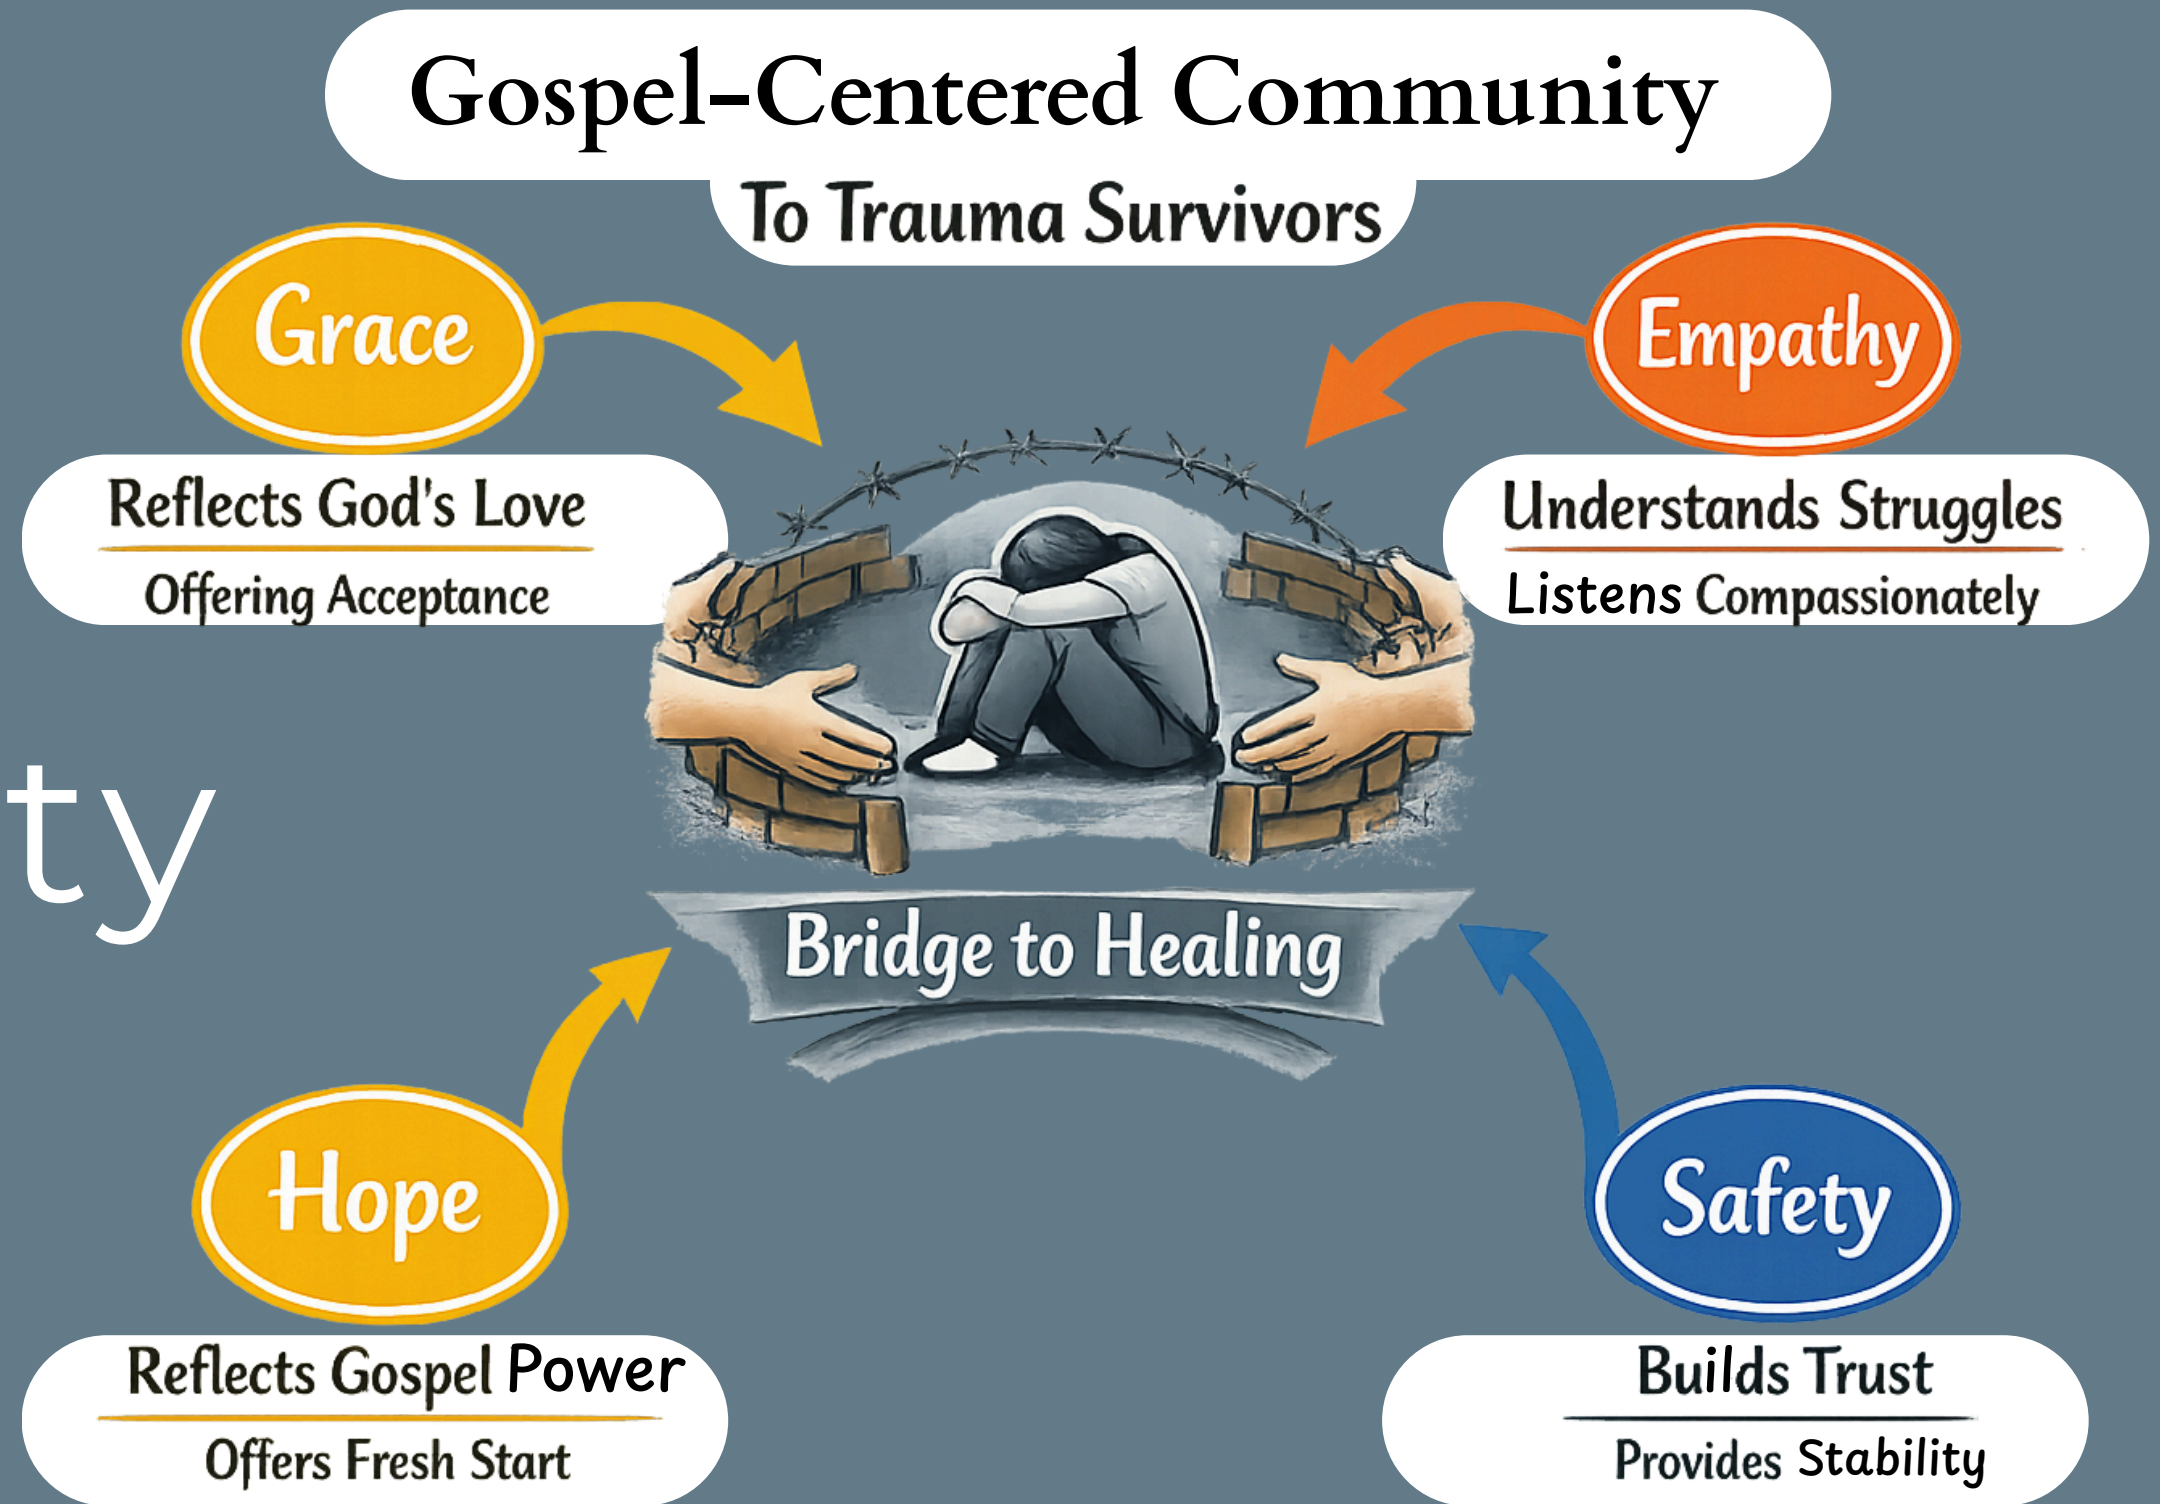 Gospel-Centered Community
To Trauma Survivors
Grace
Reflects God's Love
Offering Acceptance
Empathy
Understands Struggles
Listens Compassionately
ty
Bridge to Healing
Hope
Reflects Gospel Power
Offers Fresh Start
Safety
Builds Trust
Provides Stability